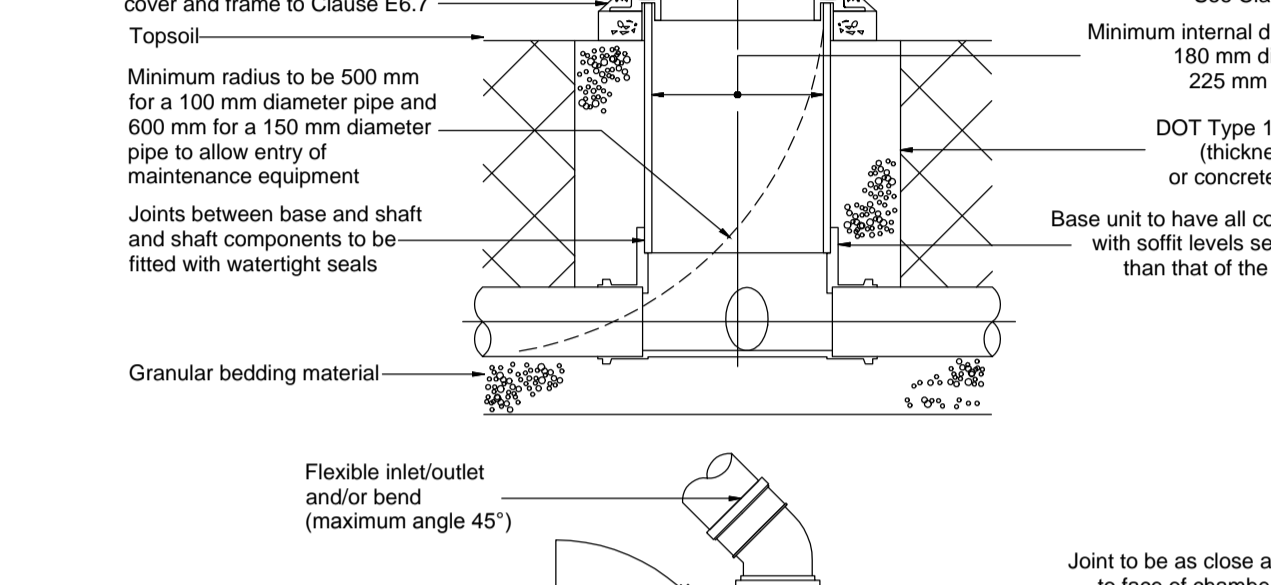 cover and frame to Clause E6.7
Topsoil
Minimum radius to be 500 mm
for a 100 mm diameter pipe and
600 mm for a 150 mm diameter
pipe to allow entry of
maintenance equipment
Joints between base and shaft
and shaft components to be
fitted with watertight seals
Granular bedding material
Minimum internal d
180 mm di
225 mm
DOT Type 1
(thickne
or concrete
Base unit to have all co
with soffit levels se
than that of the
Flexible inlet/outlet
and/or bend
(maximum angle 45°)
Joint to be as close a
to face of chambe